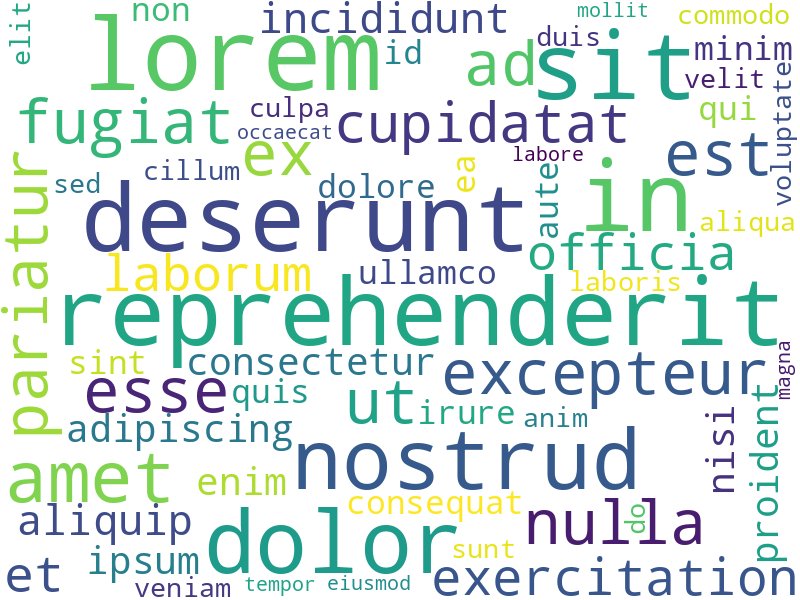 elit
non
incididunt
mollit
commodo
lorem
id
ad
duis
sit
minim
velit
fugiat
culpa
occaecat
cupidatat
qui
voluptatem
ex
labore
est
sed
cillum
dolore
ea
aute
in
aliqua
pariatur
deserunt
officia
laborum
ullamco
laboris
reprehenderit
sint
consectetur
excepteur
magna
esse
quis
ut
irure
anim
adipiscing
nostrud
nisi
proident
amet
enim
consequat
aliquip
dolor
nulla
do
ipsum
sunt
et
veniam
tempor
eiusmod
exercitation